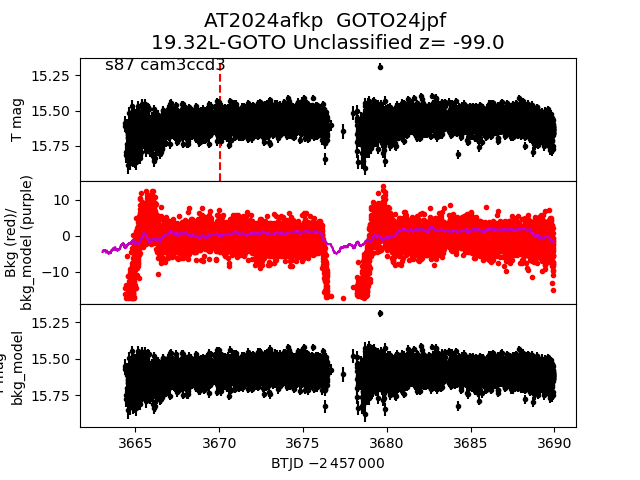 AT2024afkp  GOTO24jpf
19.32L-GOTO Unclassified z= -99.0
s87 cam3ccd3
15.25
15.50
15.75
T mag
10
0
−10
Bkg (red)/
bkg_model (purple)
15.25
15.50
15.75
bkg_model
3665
3670
3675
3680
3685
3690
BTJD −2 457 000